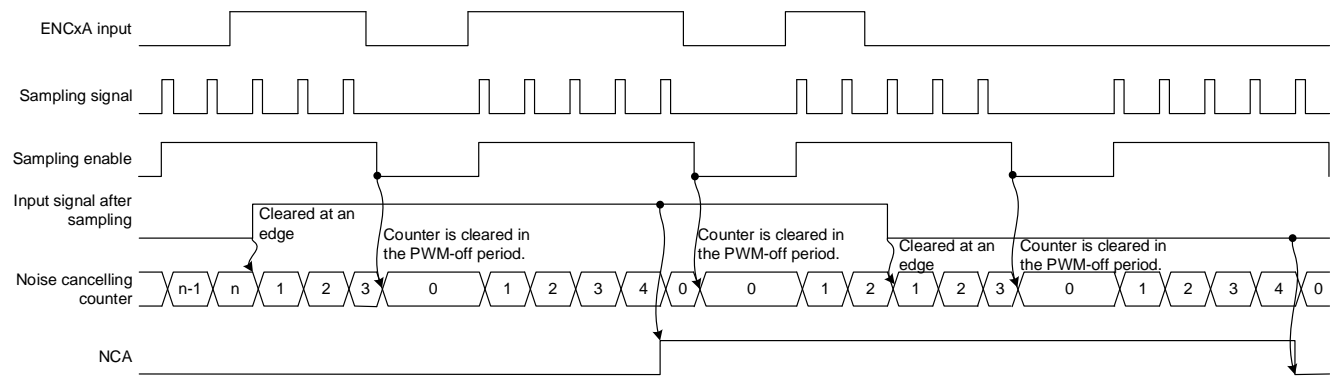 ENCxA input
Sampling signal
Sampling enable
Input signal after
sampling
Cleared at an
edge
Counter is cleared in
the PWM-off period.
Counter is cleared in
the PWM-off period.
Cleared at an
edge
Counter is cleared in
the PWM-off period.
Noise cancelling
counter
n-1 n 1 2 3 0 1 2 3 4 0 0 1 2 1 2 3 0 1 2 3 4 0
NCA